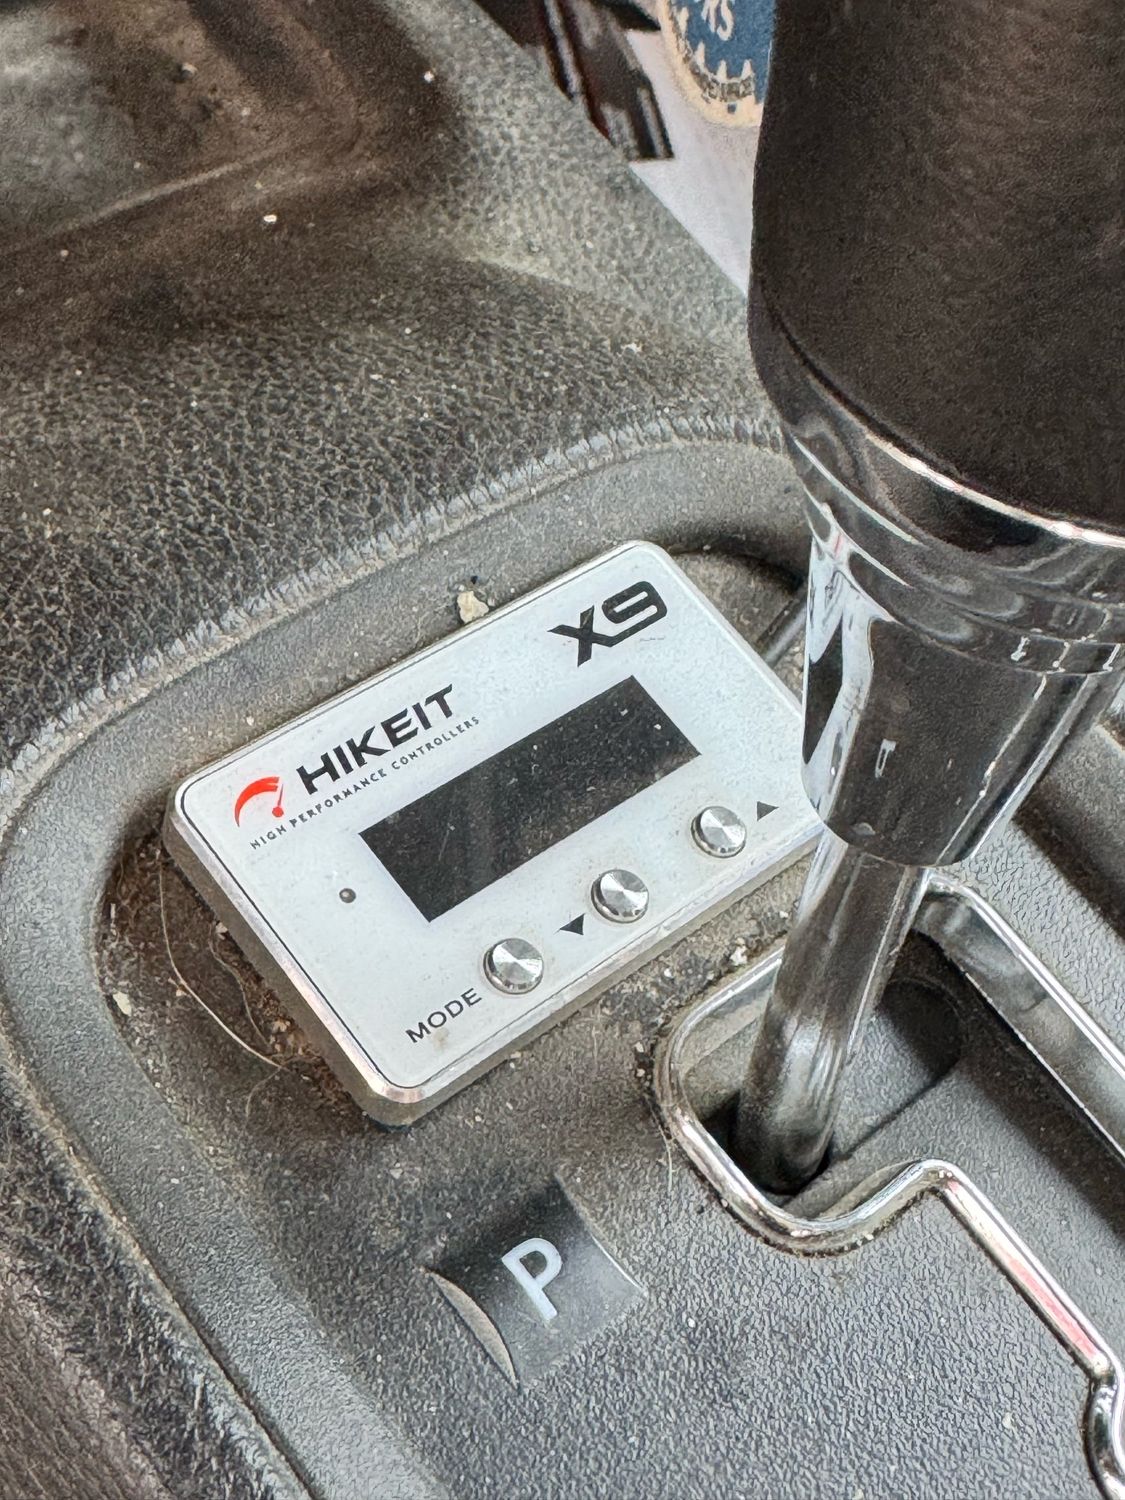 X9
HIKEIT
HIGH PERFORMANCE CONTROLLERS
MODE
P